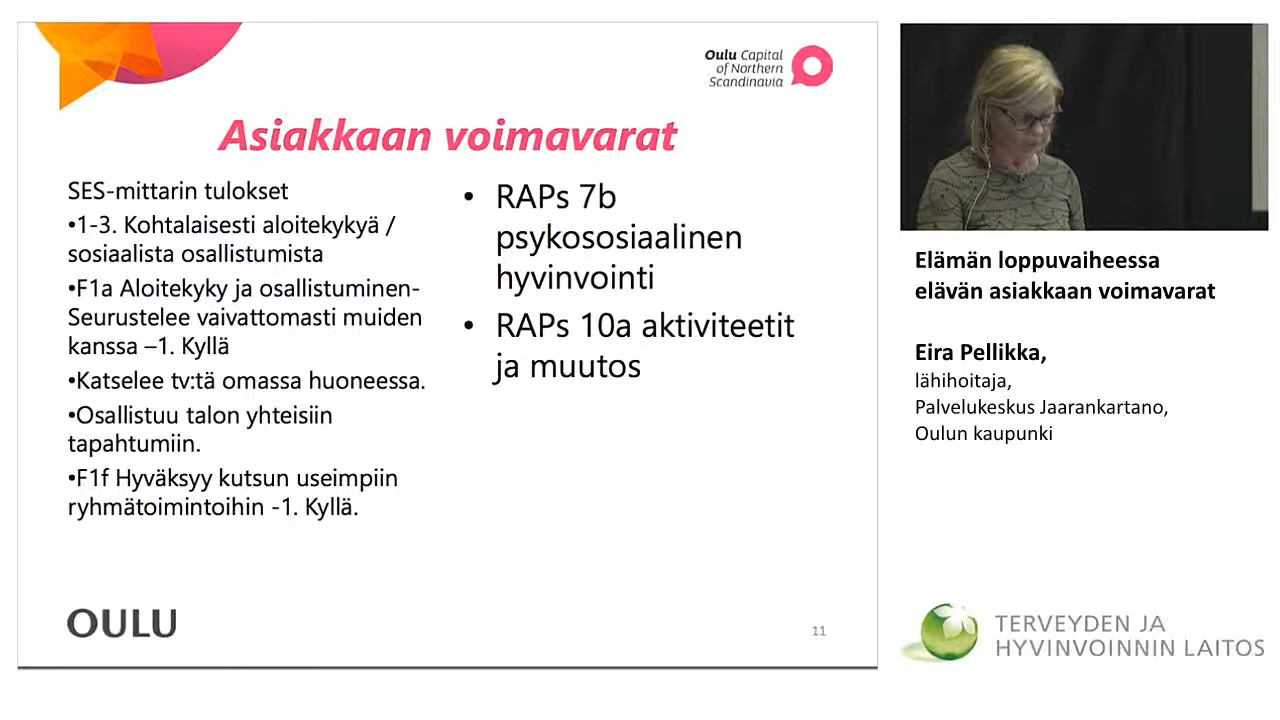 Oulu Capital
of Northern
Scandinavia
Asiakkaan voimavarat
SES-mittarin tulokset
•1-3. Kohtalaisesti aloitekykyä /
sosiaalista osallistumista
•F1a Aloitekyky ja osallistuminen-
Seurustelee vaivattomasti muiden
kanssa –1. Kyllä
•Katselee tv:tä omassa huoneessa.
•Osallistuu talon yhteisiin
tapahtumiin.
•F1f Hyväksyy kutsun useimpiin
ryhmätoimintoihin -1. Kyllä.
• RAPs 7b
psykososiaalinen
hyvinvointi
• RAPs 10a aktiviteetit
ja muutos
OULU
11
Elämän loppuvaiheessa
elävän asiakkaan voimavarat
Eira Pellikka,
lähihoitaja,
Palvelukeskus Jaarankartano,
Oulun kaupunki
TERVEYDEN JA
HYVINVOINNIN LAITOS